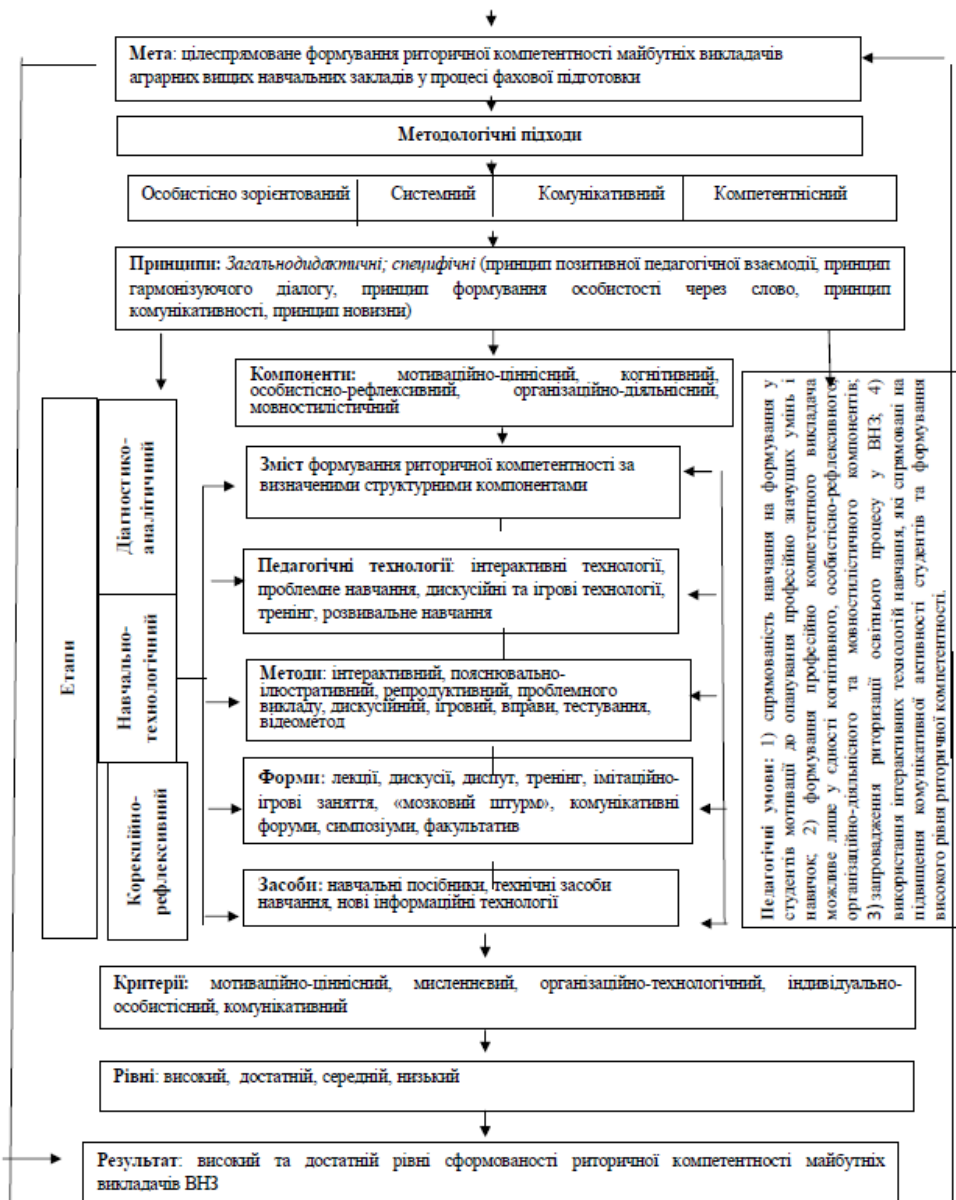 Мета: цілеспрямоване формування риторичної компетентності майбутніх викладачів
аграрних вищих навчальних закладів у процесі фахової підготовки
Методологічні підходи
Особистісно зорієнтований
Системний
Комунікативний
Компетентнісний
Принципи: Загальнодидактичні; специфічні (принцип позитивної педагогічної взаємодії, принцип
гармонізуючого діалогу, принцип формування особистості через слово, принцип
комунікативності, принцип новизни)
Компоненти: мотиваційно-ціннісний, когнітивний,
особистісно-рефлексивний, організаційно-діяльнісний,
мовностилістичний
Етапи
Діагностико-
аналітичний
Навчально-
технологічний
Корекційно-
рефлексивний
Зміст формування риторичної компетентності за
визначеними структурними компонентами
Педагогічні технології: інтерактивні технології,
проблемне навчання, дискусійні та ігрові технології,
тренінг, розвивальне навчання
Методи: інтерактивний, пояснювально-
ілюстративний, репродуктивний, проблемного
викладу, дискусійний, ігровий, вправи, тестування,
відеометод
Форми: лекції, дискусії, диспут, тренінг, імітаційно-
ігрові заняття, «мозковий штурм», комунікативні
форуми, симпозіуми, факультатив
Засоби: навчальні посібники, технічні засоби
навчання, нові інформаційні технології
Педагогічні умови: 1) спрямованість навчання на формування у
студентів мотивації до опанування професійно значущих умінь і
навичок; 2) формування професійно компетентного викладача
можливе лише у єдності когнітивного, особистісно-рефлексивного,
організаційно-діяльнісного та мовностилістичного компонентів;
3) запровадження риторизації освітнього процесу у ВНЗ; 4)
використання інтерактивних технологій навчання, які спрямовані на
підвищення комунікативної активності студентів та формування
високого рівня риторичної компетентності.
Критерії: мотиваційно-ціннісний, мисленнєвий, організаційно-технологічний, індивідуально-
особистісний, комунікативний
Рівні: високий, достатній, середній, низький
Результат: високий та достатній рівні сформованості риторичної компетентності майбутніх
викладачів ВНЗ